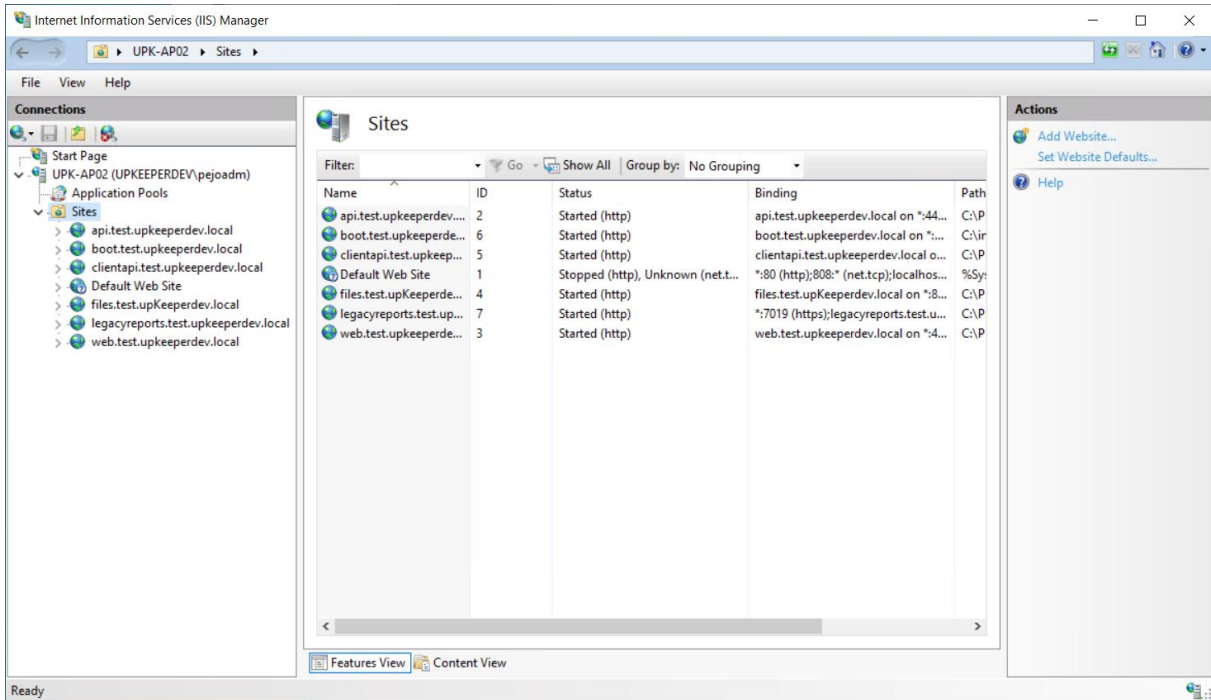 Internet Information Services (IIS) Manager
UPK-AP02 Sites
File View Help
Connections
Start Page
UPK-AP02 (UPKEEPERDEV\pejoadm)
Application Pools
Sites
api.test.upkeeperdev.local
boot.test.upkeeperdev.local
clientapi.test.upkeeperdev.local
Default Web Site
files.test.upKeeperdev.local
legacyreports.test.upkeeperdev.local
web.test.upkeeperdev.local
Sites
Filter: Go Show All Group by: No Grouping
Name ID Status Binding Path
api.test.upkeeperdev.... 2 Started (http) api.test.upkeeperdev.local on *:44... C:\P
boot.test.upkeeperde... 6 Started (http) boot.test.upkeeperdev.local on *:... C:\in
clientapi.test.upkeep... 5 Started (http) clientapi.test.upkeeperdev.local o... C:\P
Default Web Site 1 Stopped (http), Unknown (net.t... *:80 (http);808:* (net.tcp);localhos... %Sys
files.test.upKeeperde... 4 Started (http) files.test.upKeeperdev.local on *:8... C:\P
legacyreports.test.up... 7 Started (http) *:7019 (https);legacyreports.test.u... C:\P
web.test.upkeeperde... 3 Started (http) web.test.upkeeperdev.local on *:4... C:\P
Features View Content View
Actions
Add Website...
Set Website Defaults...
Help
Ready